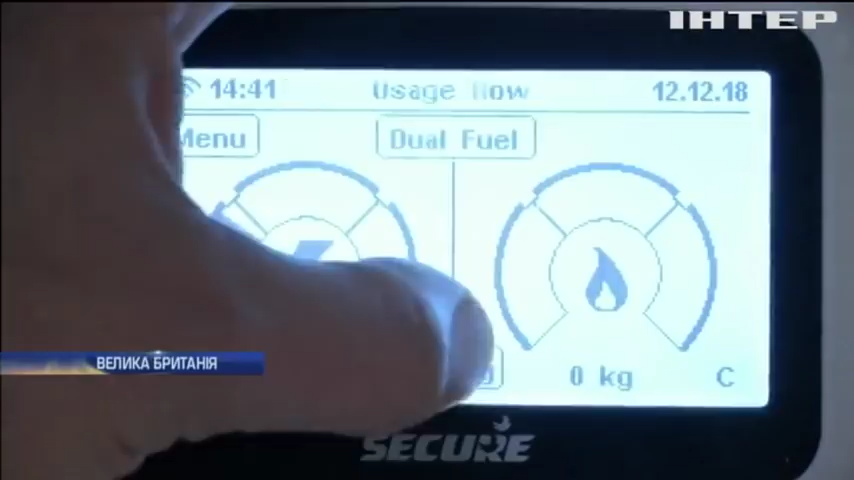 ІНТЕР
14:41 Usage Now 12.12.18
Menu Dual Fuel
0 kg C
ВЕЛИКА БРИТАНІЯ
SECURE